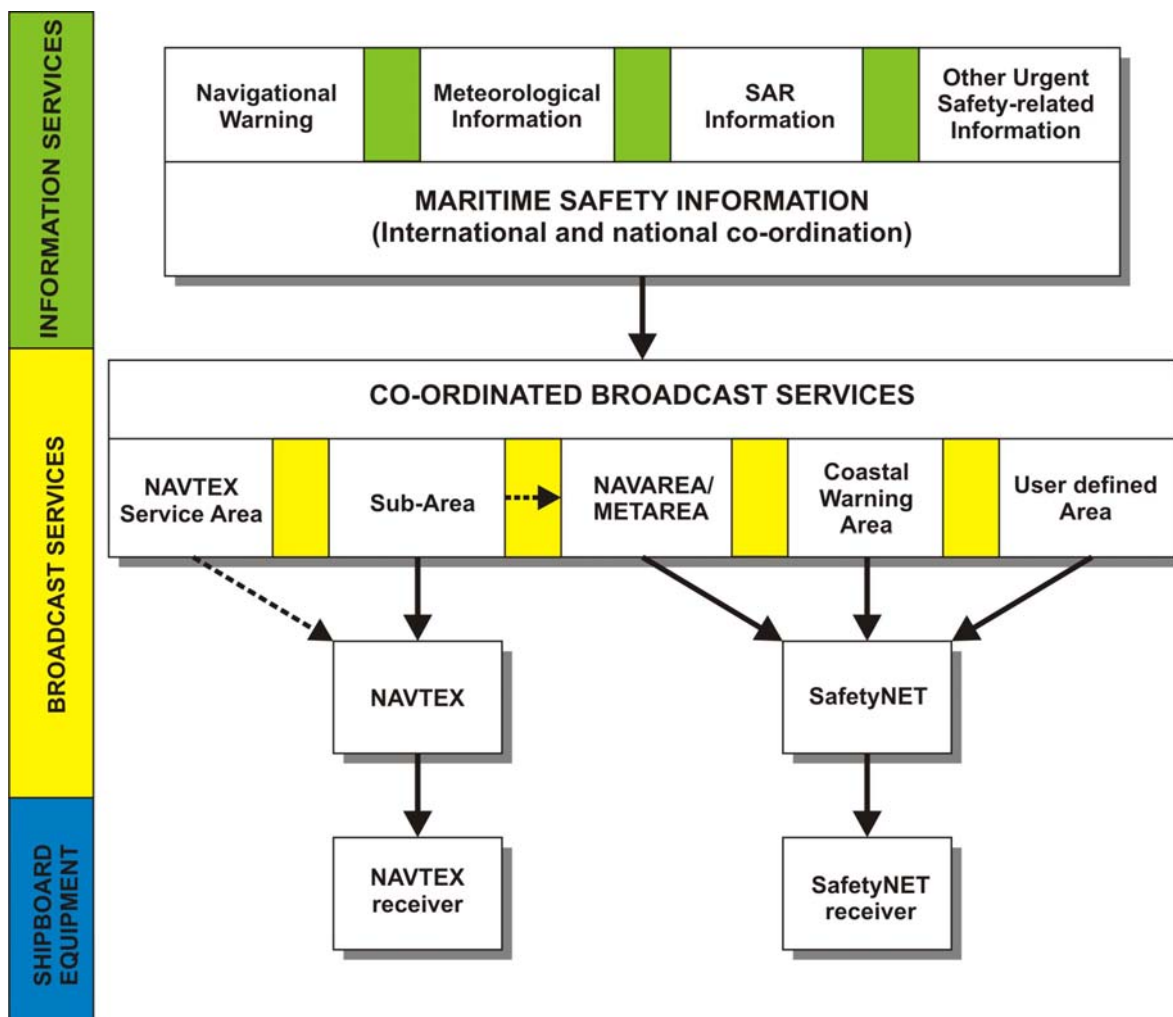 INFORMATION SERVICES
Navigational
Warning
Meteorological
Information
SAR
Information
Other Urgent
Safety-related
Information
MARITIME SAFETY INFORMATION
(International and national co-ordination)
BROADCAST SERVICES
CO-ORDINATED BROADCAST SERVICES
NAVTEX
Service Area
Sub-Area
NAVAREA/
METAREA
Coastal
Warning
Area
User defined
Area
NAVTEX
SafetyNET
SHIPBOARD
EQUIPMENT
NAVTEX
receiver
SafetyNET
receiver